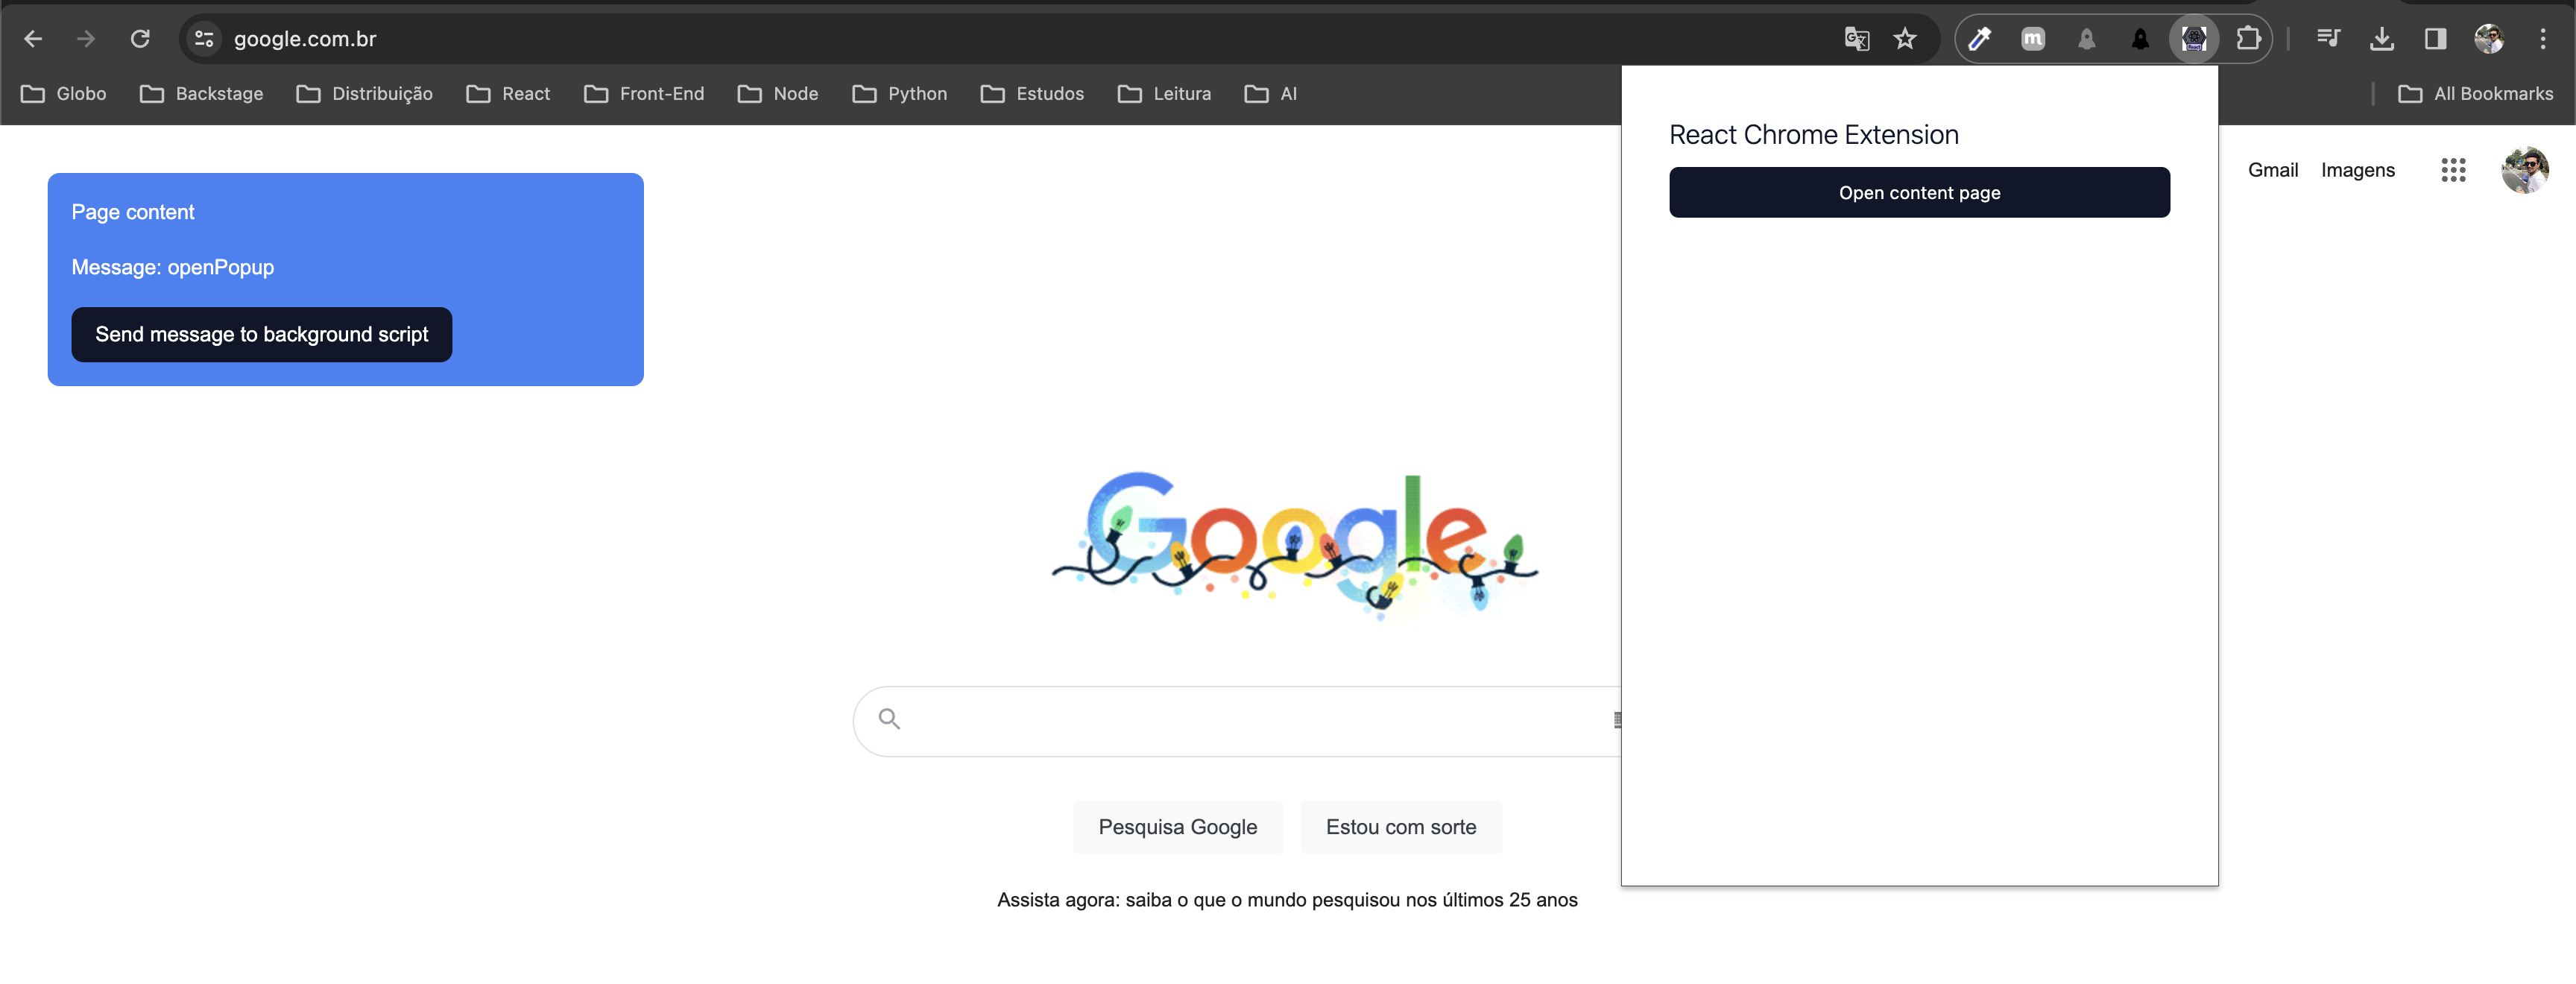 google.com.br
Globo Backstage Distribuição React Front-End Node Python Estudos Leitura AI All Bookmarks
React Chrome Extension
Open content page
Gmail Imagens
Page content
Message: openPopup
Send message to background script
Google
Pesquisa Google Estou com sorte
Assista agora: saiba o que o mundo pesquisou nos últimos 25 anos